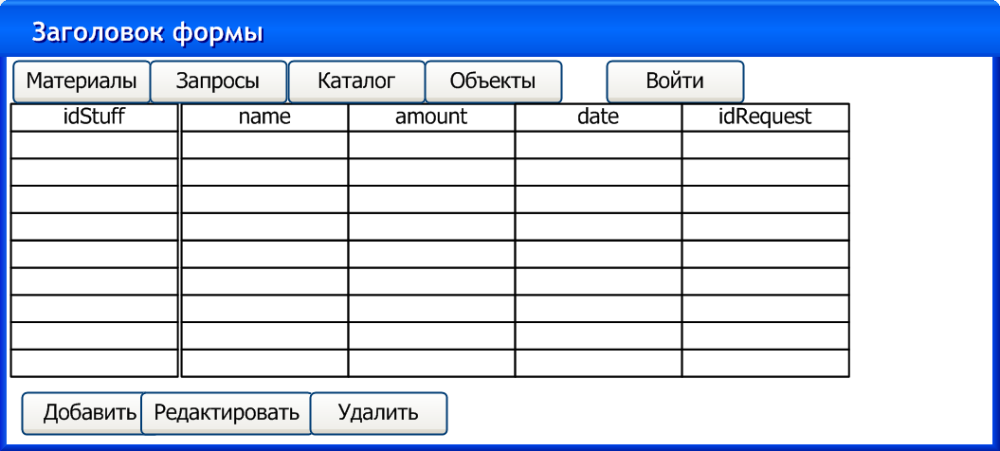 Заголовок формы
Материалы Запросы Каталог Объекты Войти
idStuff name amount date idRequest
Добавить Редактировать Удалить